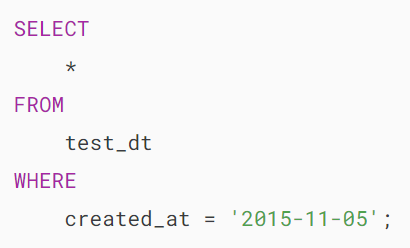 SELECT
    *
FROM
    test_dt
WHERE
    created_at = '2015-11-05';